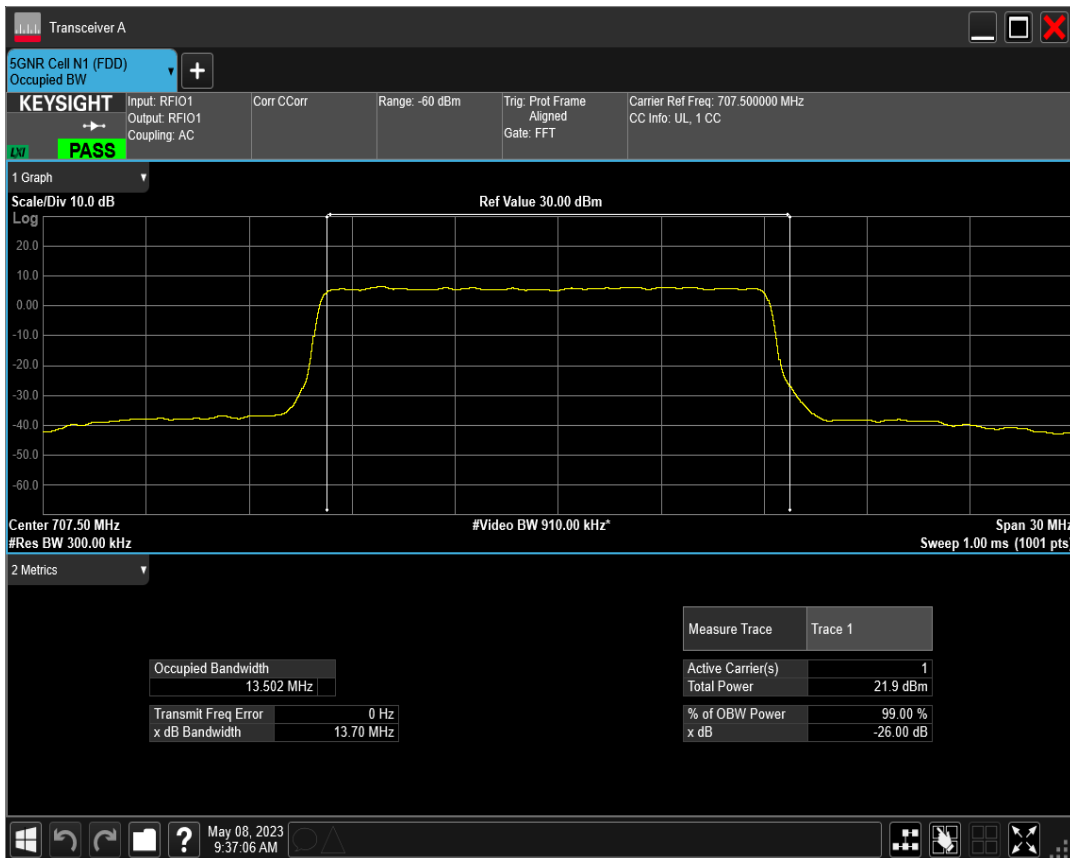 Transceiver A
5GNR Cell N1 (FDD)
Occupied BW
KEYSIGHT
LXI
PASS
Input: RFIO1
Output: RFIO1
Coupling: AC
Corr CCorr
Range: -60 dBm
Trig: Prot Frame
Aligned
Gate: FFT
Carrier Ref Freq: 707.500000 MHz
CC Info: UL, 1 CC
1 Graph
Scale/Div 10.0 dB
Ref Value 30.00 dBm
Log
20.0
10.0
0.00
-10.0
-20.0
-30.0
-40.0
-50.0
-60.0
Center 707.50 MHz
#Video BW 910.00 kHz*
Span 30 MHz
#Res BW 300.00 kHz
Sweep 1.00 ms (1001 pts)
2 Metrics
Measure Trace Trace 1
Occupied Bandwidth
13.502 MHz
Active Carrier(s) 1
Total Power 21.9 dBm
Transmit Freq Error 0 Hz
x dB Bandwidth 13.70 MHz
% of OBW Power 99.00 %
x dB -26.00 dB
?
May 08, 2023
9:37:06 AM